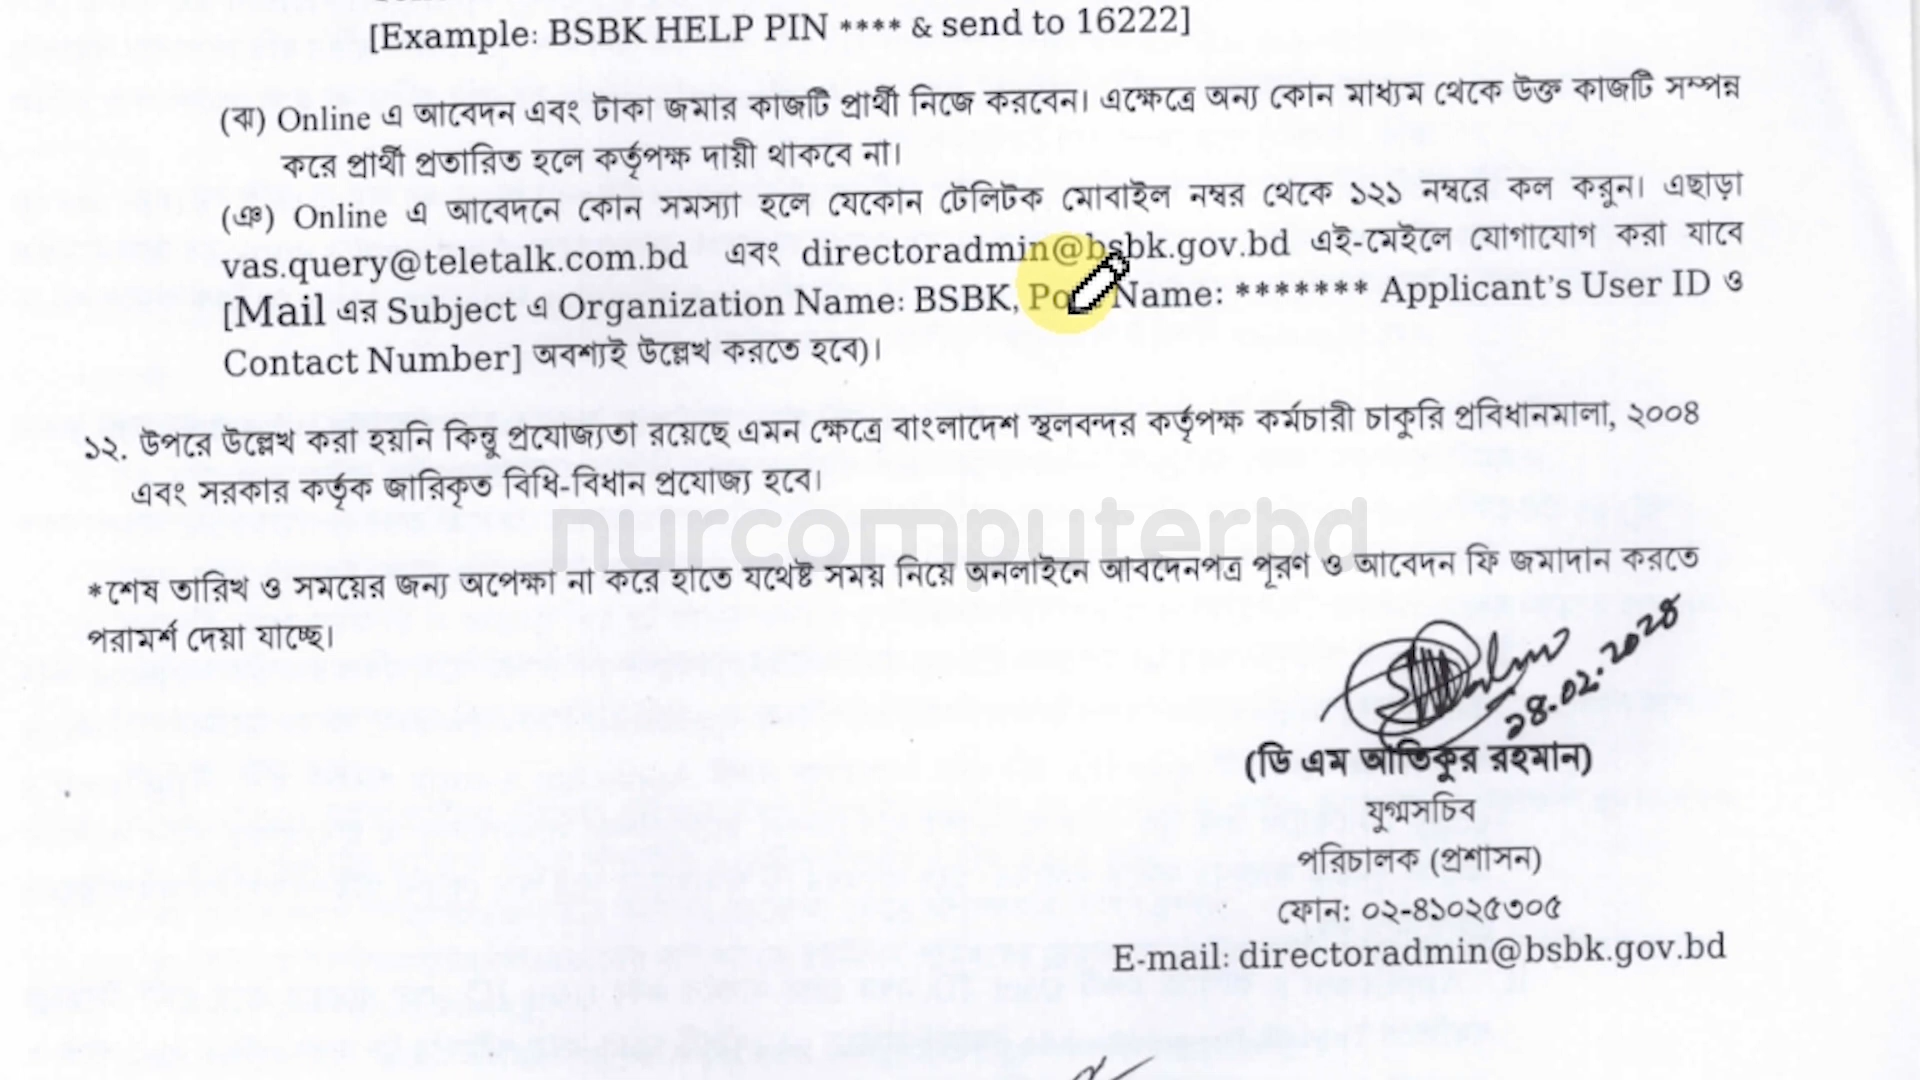 [Example: BSBK HELP PIN **** & send to 16222]
(ঝ) Online এ আবেদন এবং টাকা জমার কাজটি প্রার্থী নিজে করবেন। এক্ষেত্রে অন্য কোন মাধ্যম থেকে উক্ত কাজটি সম্পন্ন
করে প্রার্থী প্রতারিত হলে কর্তৃপক্ষ দায়ী থাকবে না।
(ঞ) Online এ আবেদনে কোন সমস্যা হলে যেকোন টেলিটক মোবাইল নম্বর থেকে ১২১ নম্বরে কল করুন। এছাড়া
vas.query@teletalk.com.bd এবং directoradmin@bsbk.gov.bd এই-মেইলে যোগাযোগ করা যাবে
[Mail এর Subject এ Organization Name: BSBK, Name: ******* Applicant's User ID ও
Contact Number] অবশ্যই উল্লেখ করতে হবে)।
১২. উপরে উল্লেখ করা হয়নি কিন্তু প্রযোজ্যতা রয়েছে এমন ক্ষেত্রে বাংলাদেশ স্থলবন্দর কর্তৃপক্ষ কর্মচারী চাকুরি প্রবিধানমালা, ২০০৪
এবং সরকার কর্তৃক জারিকৃত বিধি-বিধান প্রযোজ্য হবে।
nurcomputerbd
*শেষ তারিখ ও সময়ের জন্য অপেক্ষা না করে হাতে যথেষ্ট সময় নিয়ে অনলাইনে আবদেনপত্র পূরণ ও আবেদন ফি জমাদান করতে
পরামর্শ দেয়া যাচ্ছে।
(ডি এম আতিকুর রহমান)
যুগ্মসচিব
পরিচালক (প্রশাসন)
ফোন: ০২-৪১০২৫৩০৫
E-mail: directoradmin@bsbk.gov.bd